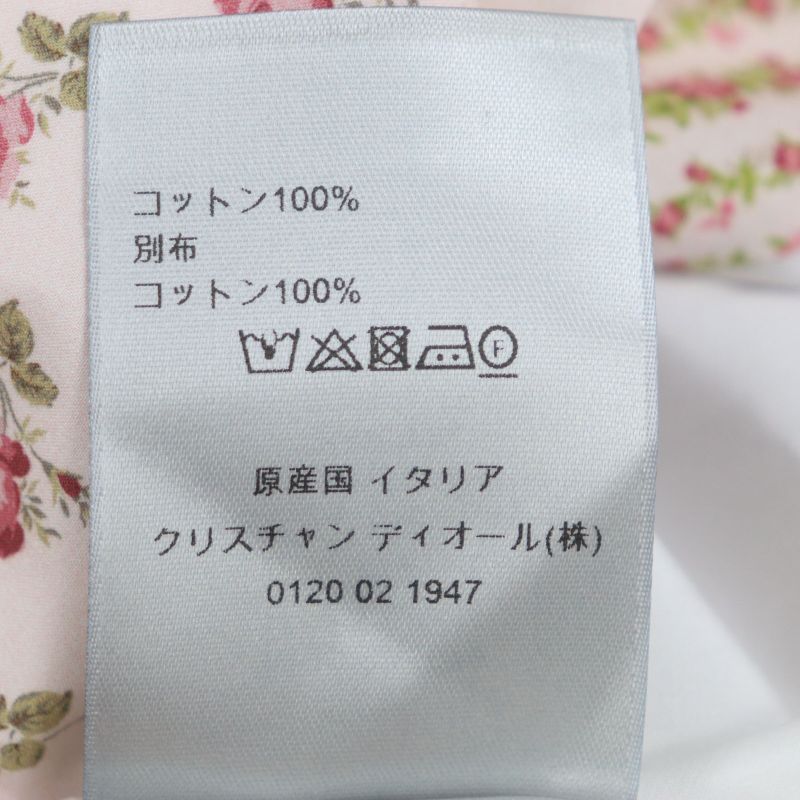 コットン100%
別布
コットン100%
F
原産国 イタリア
クリスチャン ディオール(株)
0120 02 1947